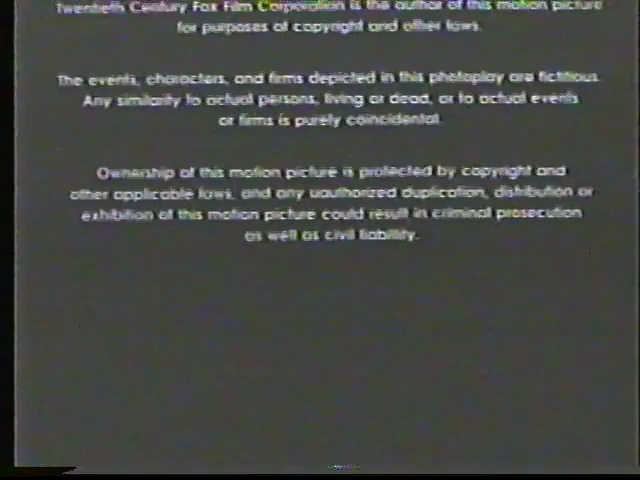 Twentieth Century Fox Film Corporation is the author of this motion picture
for purposes of copyright and other laws.
The events, characters, and firms depicted in this photoplay are fictitious.
Any similarity to actual persons, living or dead, or to actual events
or firms is purely coincidental.
Ownership of this motion picture is protected by copyright and
other applicable laws, and any unauthorized duplication, distribution or
exhibition of this motion picture could result in criminal prosecution
as well as civil liability.